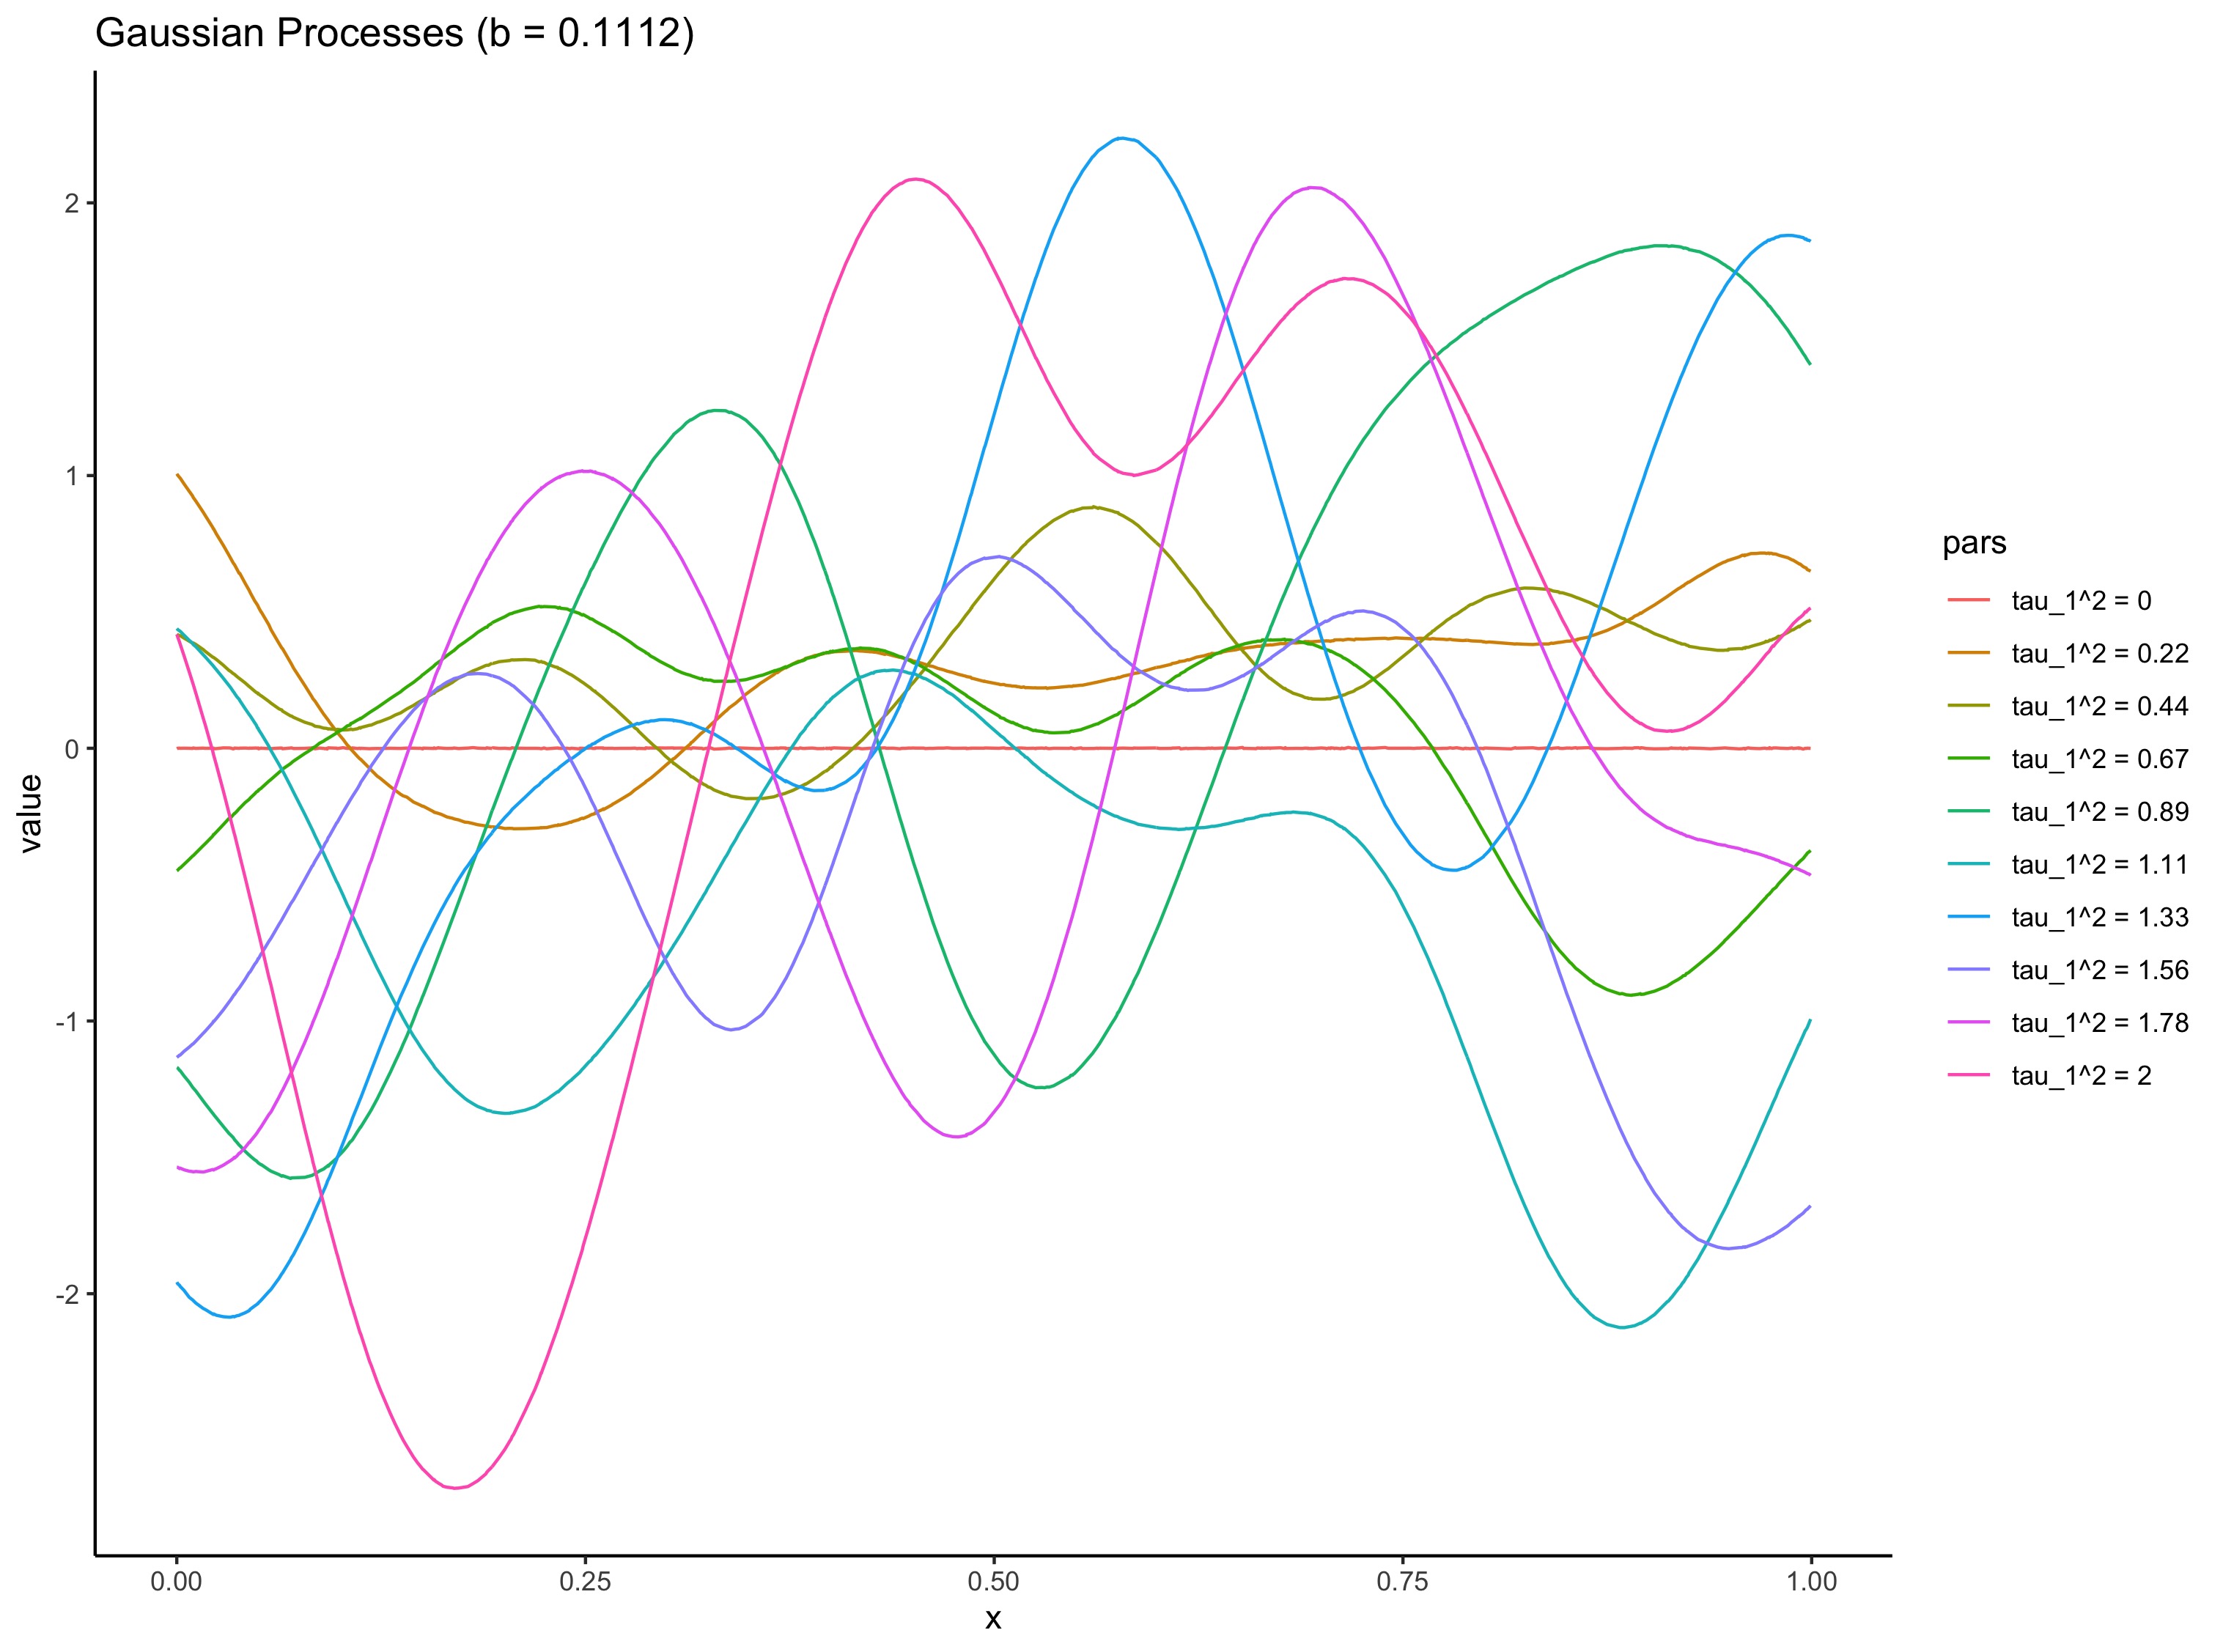 Gaussian Processes (b = 0.1112)
2
1
0
-1
-2
value
0.00 0.25 0.50 0.75 1.00
x
pars
tau_1^2 = 0
tau_1^2 = 0.22
tau_1^2 = 0.44
tau_1^2 = 0.67
tau_1^2 = 0.89
tau_1^2 = 1.11
tau_1^2 = 1.33
tau_1^2 = 1.56
tau_1^2 = 1.78
tau_1^2 = 2